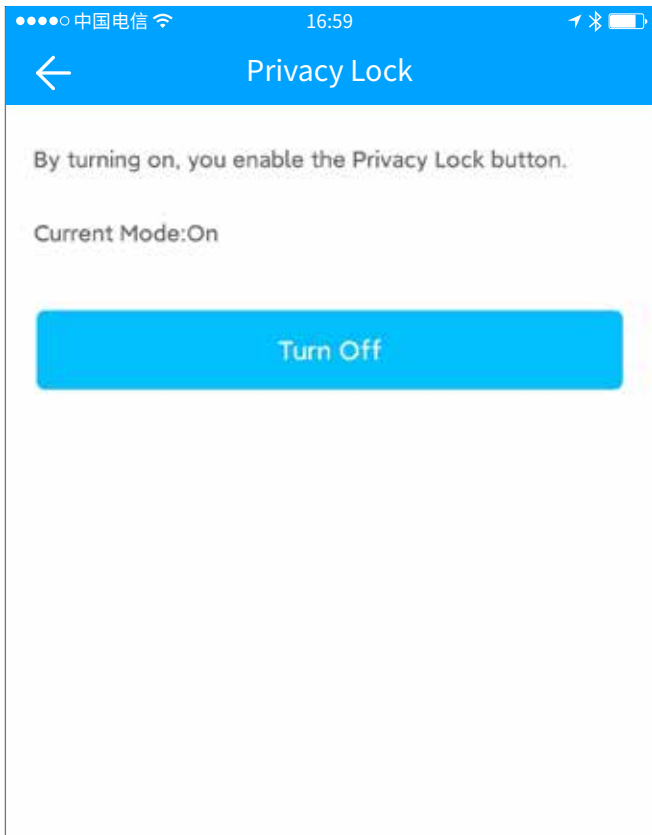 中国电信 16:59
Privacy Lock
By turning on, you enable the Privacy Lock button.
Current Mode:On
Turn Off